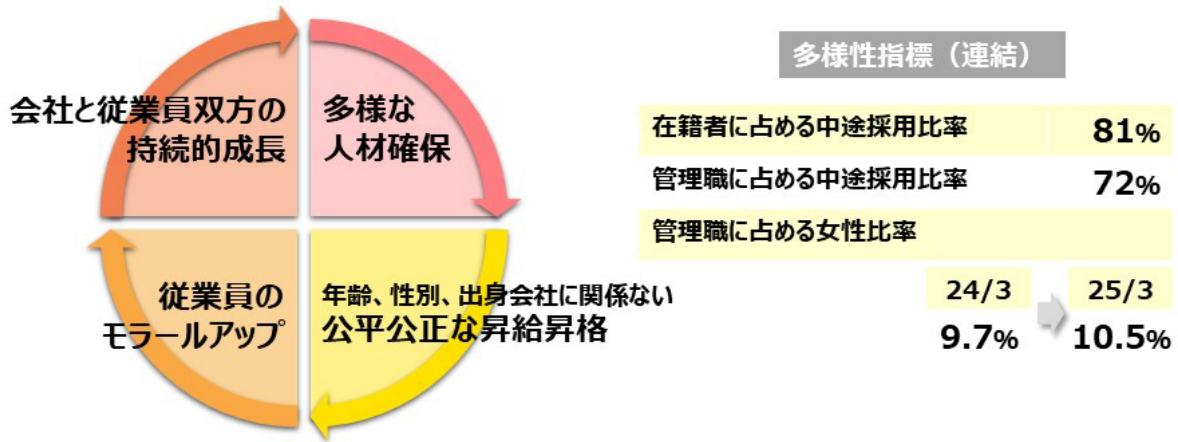 会社と従業員双方の
持続的成長
多様な
人材確保
従業員の
モラールアップ
年齢、性別、出身会社に関係ない
公平公正な昇給昇格
多様性指標（連結）
在籍者に占める中途採用比率 81%
管理職に占める中途採用比率 72%
管理職に占める女性比率
24/3 25/3
9.7% 10.5%